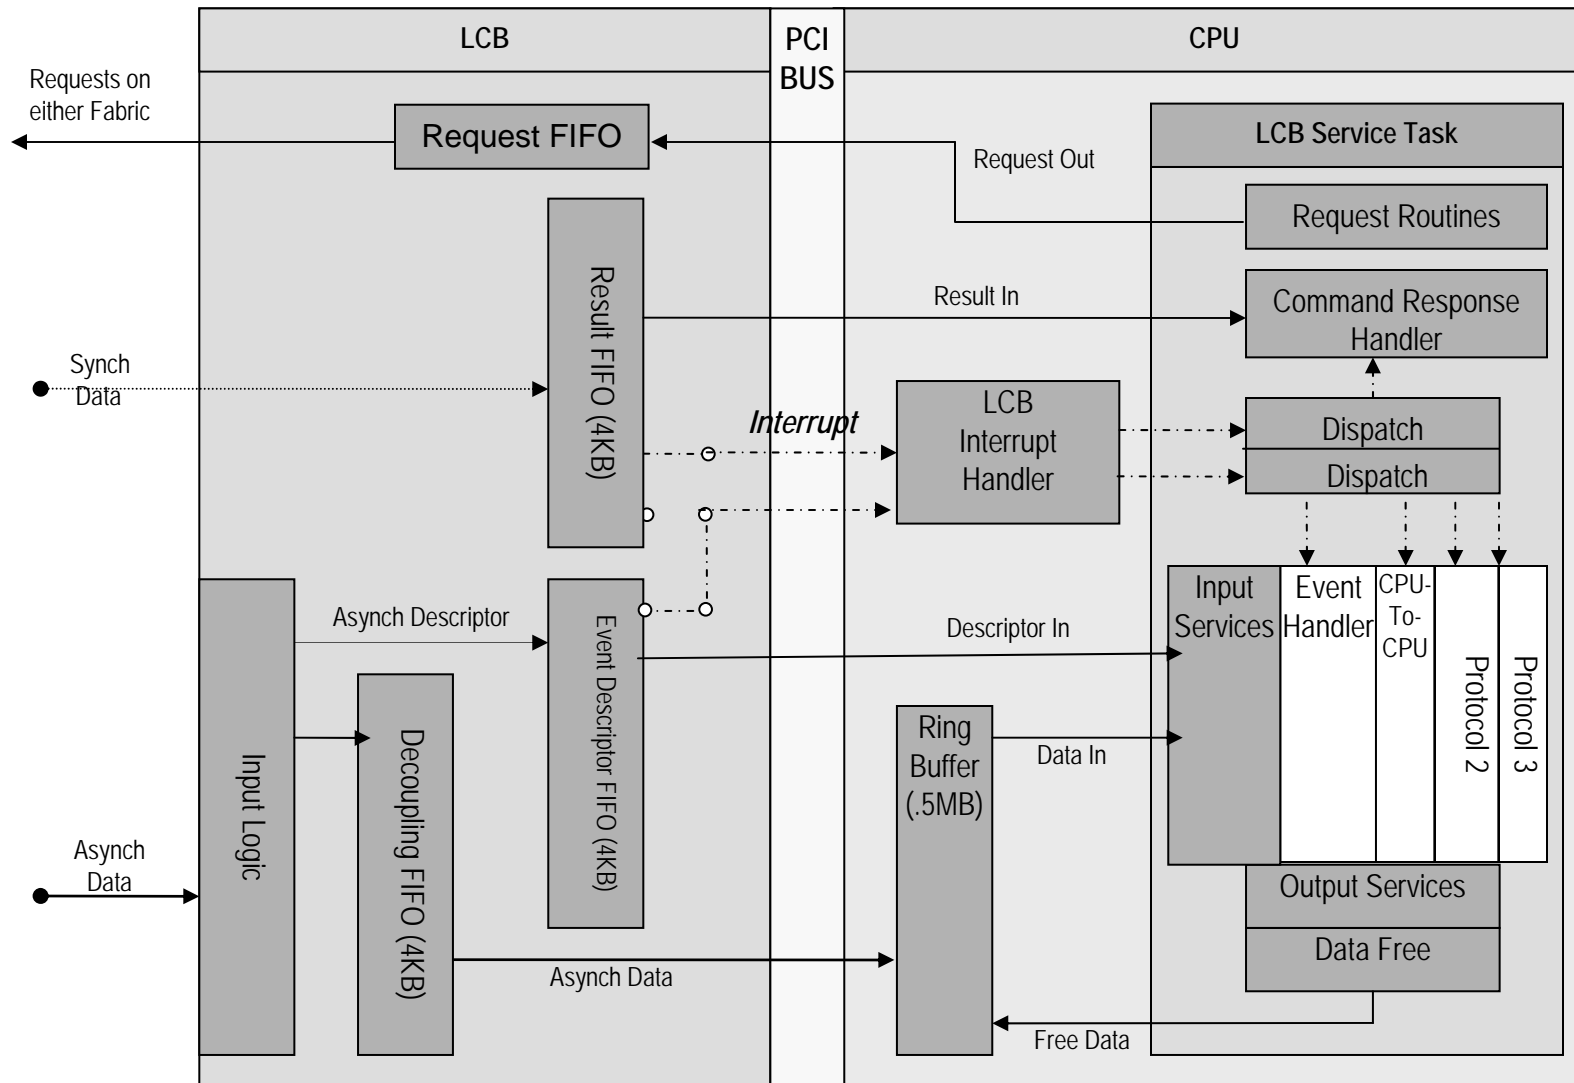 LCB
PCI
BUS
CPU
Requests on
either Fabric
Request FIFO
Request Out
LCB Service Task
Request Routines
Result FIFO (4KB)
Result In
Command Response
Handler
Synch
Data
Interrupt
LCB
Interrupt
Handler
Dispatch
Dispatch
Asynch Descriptor
Event Descriptor FIFO (4KB)
Descriptor In
Input
Services
Event
Handler
CPU-
To-
CPU
Protocol 2
Protocol 3
Input Logic
Decoupling FIFO (4KB)
Ring
Buffer
(.5MB)
Data In
Asynch
Data
Output Services
Data Free
Asynch Data
Free Data